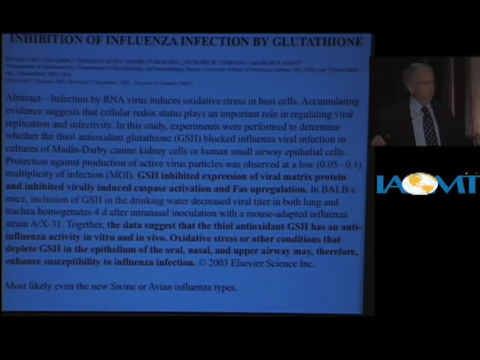 INHIBITION OF INFLUENZA INFECTION BY GLUTATHIONE
Abstract—Infection by RNA virus induces oxidative stress in host cells. Accumulating
evidence suggests that cellular redox status plays an important role in regulating viral
replication and infectivity. In this study, experiments were performed to determine
whether the thiol antioxidant glutathione (GSH) blocked influenza viral infection in
cultures of Madin-Darby canine kidney cells or human small airway epithelial cells.
Protection against production of active virus particles was observed at a low (0.05– 0.1)
multiplicity of infection (MOI). GSH inhibited expression of viral matrix protein
and inhibited virally induced caspase activation and Fas upregulation. In BALB/c
mice, inclusion of GSH in the drinking water decreased viral titer in both lung and
trachea homogenates 4 d after intranasal inoculation with a mouse-adapted influenza
strain A/X-31. Together, the data suggest that the thiol antioxidant GSH has an anti-
influenza activity in vitro and in vivo. Oxidative stress or other conditions that
deplete GSH in the epithelium of the oral, nasal, and upper airway may, therefore,
enhance susceptibility to influenza infection. © 2003 Elsevier Science Inc.
Most likely even the new Swine or Avian influenza types.
IAOMT